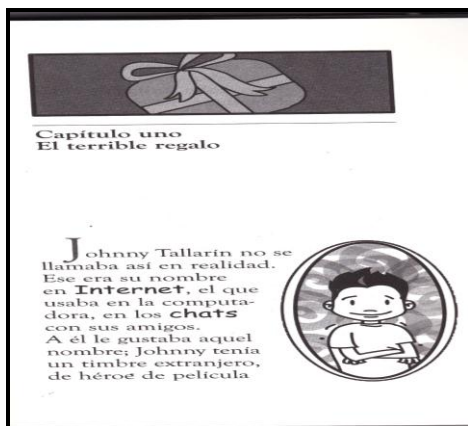 Capítulo uno
El terrible regalo
Johnny Tallarín no se
llamaba así en realidad.
Ese era su nombre
en Internet, el que
usaba en la computa-
dora, en los chats
con sus amigos.
A él le gustaba aquel
nombre; Johnny tenía
un timbre extranjero,
de héroe de película